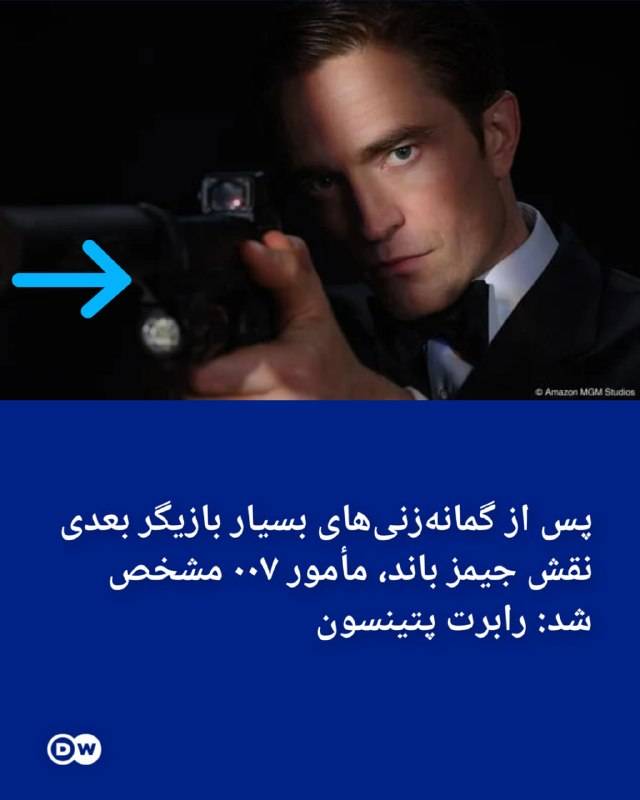 © Amazon MGM Studios
پس از گمانه‌زنی‌های بسیار بازیگر بعدی
نقش جیمز باند، مأمور ۰۰۷ مشخص
شد: رابرت پتینسون
DW